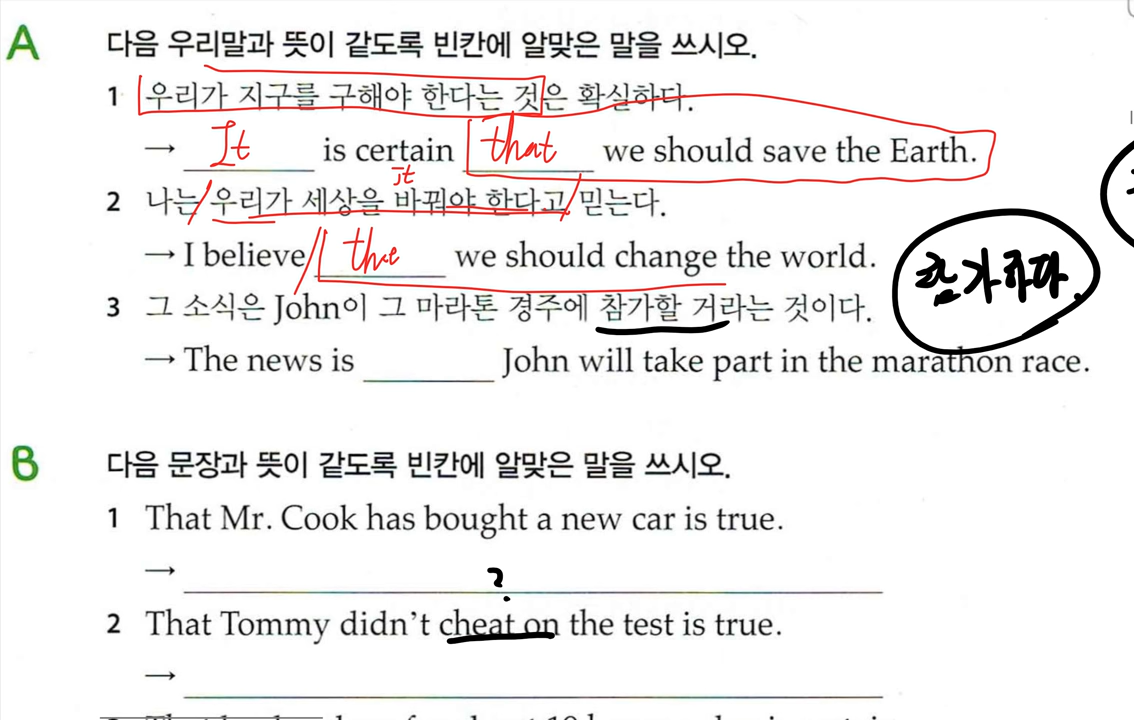 A 다음 우리말과 뜻이 같도록 빈칸에 알맞은 말을 쓰시오.
1 우리가 지구를 구해야 한다는 것은 확실하다.
→ It is certain that we should save the Earth.
it
2 나는 우리가 세상을 바꿔야 한다고 믿는다.
→ I believe we should change the world.
참가하다.
3 그 소식은 John이 그 마라톤 경주에 참가할 거라는 것이다.
→ The news is ________ John will take part in the marathon race.
B 다음 문장과 뜻이 같도록 빈칸에 알맞은 말을 쓰시오.
1 That Mr. Cook has bought a new car is true.
→
?
2 That Tommy didn't cheat on the test is true.
→